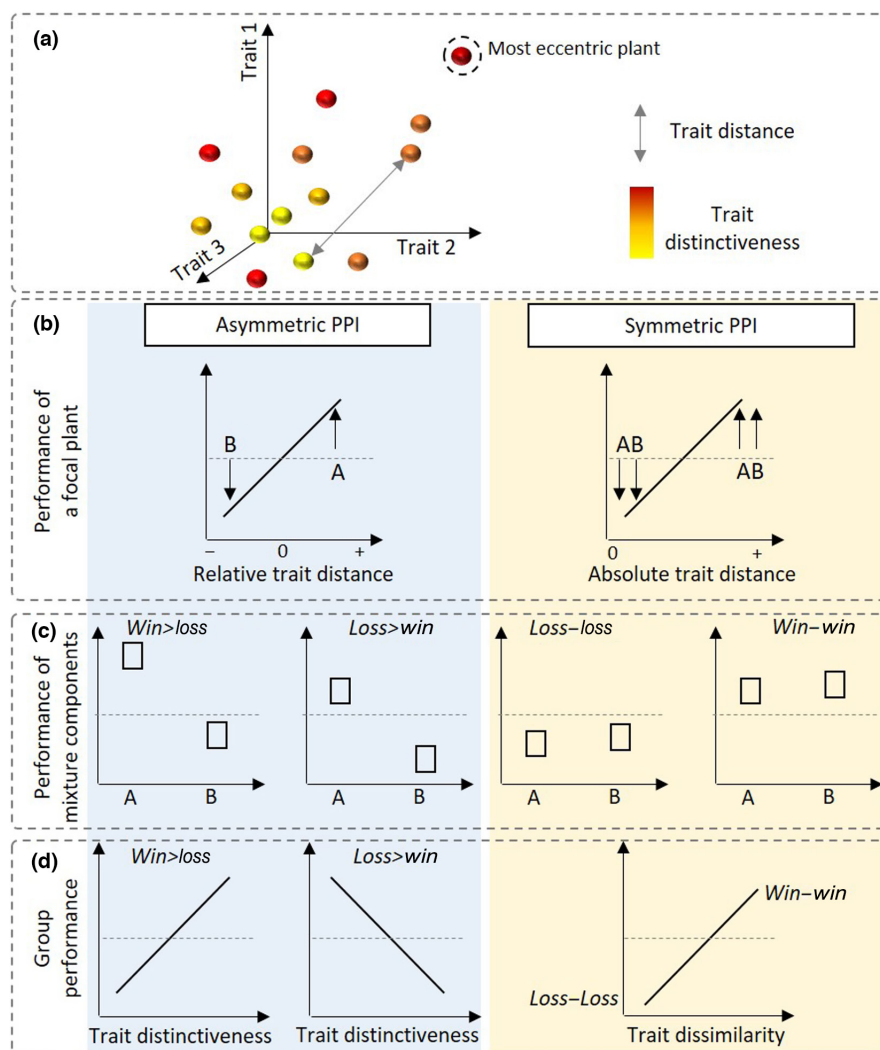 (a)
Trait 1
Most eccentric plant
Trait distance
Trait 2
Trait 3
Trait
distinctiveness
(b)
Asymmetric PPI
Symmetric PPI
Performance of
a focal plant
B
A
– 0 +
Relative trait distance
AB
AB
0 +
Absolute trait distance
(c)
Performance of
mixture components
Win>loss
A B
Loss>win
A B
Loss–loss
A B
Win–win
A B
(d)
Group
performance
Win>loss
Trait distinctiveness
Loss>win
Trait distinctiveness
Win–win
Loss–Loss
Trait dissimilarity